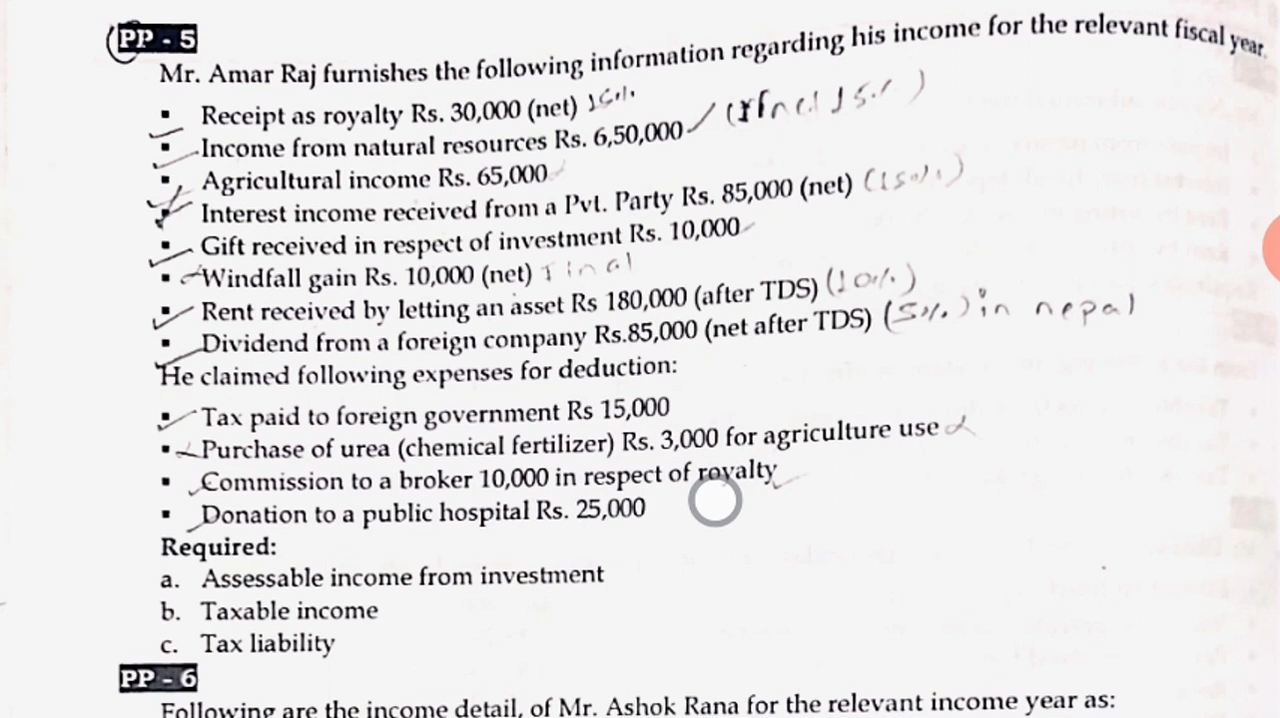 PP - 5
Mr. Amar Raj furnishes the following information regarding his income for the relevant fiscal year.
▪ Receipt as royalty Rs. 30,000 (net) 15%
▪ Income from natural resources Rs. 6,50,000 15%)
▪ Agricultural income Rs. 65,000
▪ Interest income received from a Pvt. Party Rs. 85,000 (net) (15%)
▪ Gift received in respect of investment Rs. 10,000
▪ Windfall gain Rs. 10,000 (net) Final
▪ Rent received by letting an asset Rs 180,000 (after TDS) (10%)
▪ Dividend from a foreign company Rs.85,000 (net after TDS) (5%) in nepal
He claimed following expenses for deduction:
▪ Tax paid to foreign government Rs 15,000
▪ Purchase of urea (chemical fertilizer) Rs. 3,000 for agriculture use
▪ Commission to a broker 10,000 in respect of royalty
▪ Donation to a public hospital Rs. 25,000
Required:
a. Assessable income from investment
b. Taxable income
c. Tax liability
PP - 6
Following are the income detail, of Mr. Ashok Rana for the relevant income year as: